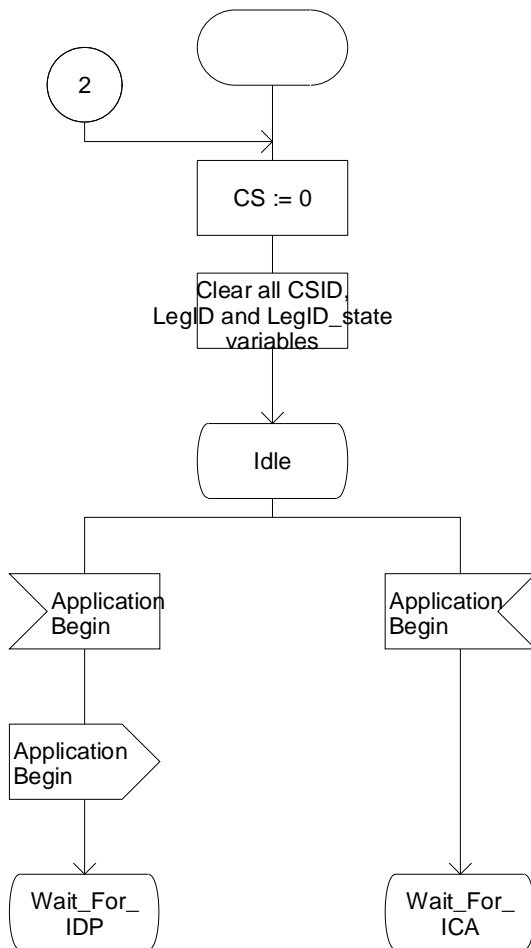 2
CS := 0
Clear all CSID,
LegID and LegID_state
variables
Idle
Application
Begin
Application
Begin
Application
Begin
Wait_For_
IDP
Wait_For_
ICA